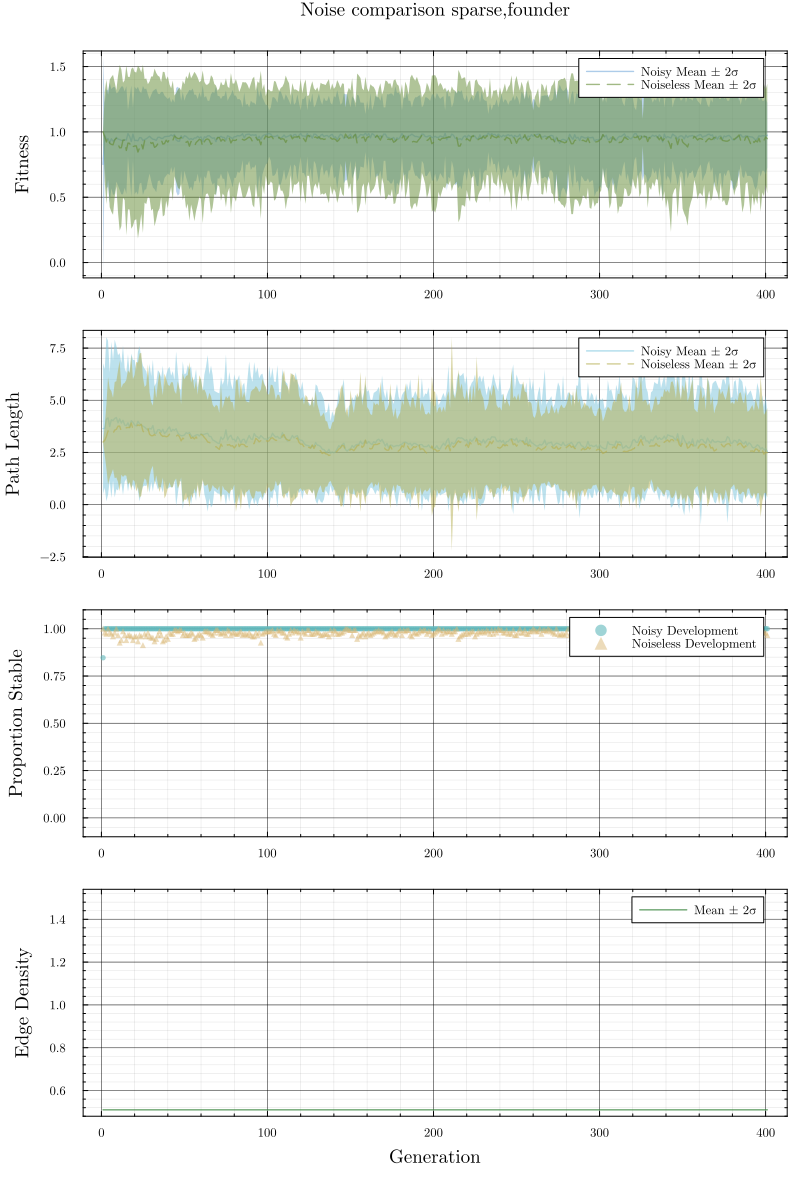 Noise comparison sparse,founder
Fitness
1.5
1.0
0.5
0.0
Noisy Mean ± 2σ
Noiseless Mean ± 2σ
0 100 200 300 400
Path Length
7.5
5.0
2.5
0.0
−2.5
Noisy Mean ± 2σ
Noiseless Mean ± 2σ
0 100 200 300 400
Proportion Stable
1.00
0.75
0.50
0.25
0.00
Noisy Development
Noiseless Development
0 100 200 300 400
Edge Density
1.4
1.2
1.0
0.8
0.6
Mean ± 2σ
0 100 200 300 400
Generation